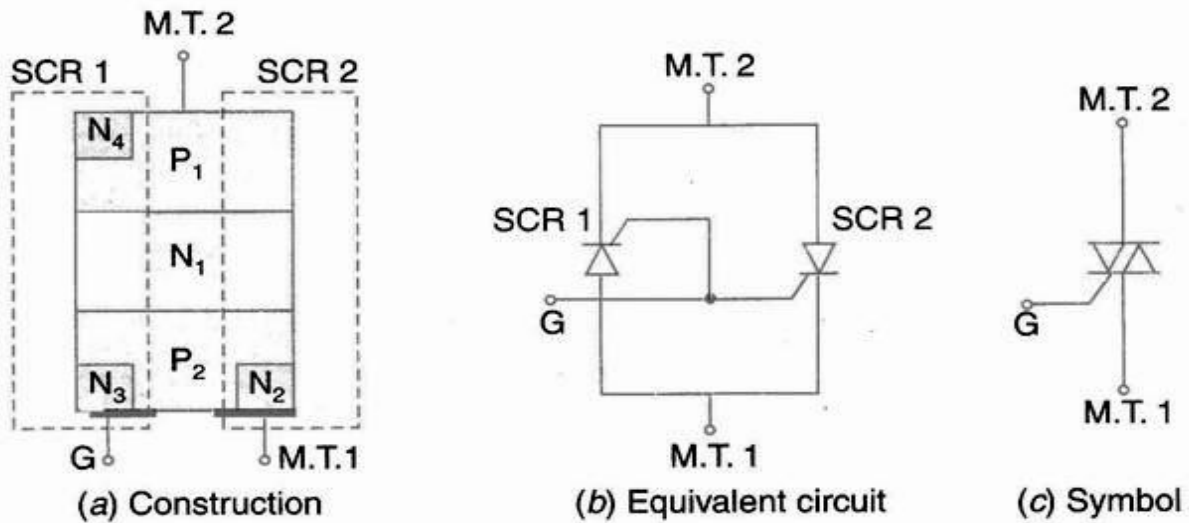 M.T. 2
SCR 1 SCR 2
N₄
P₁
N₁
P₂
N₃ N₂
G M.T.1
(a) Construction
M.T. 2
SCR 1 SCR 2
G
M.T. 1
(b) Equivalent circuit
M.T. 2
G
M.T. 1
(c) Symbol